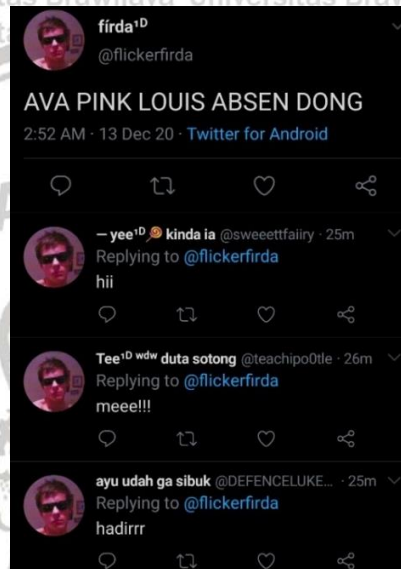 fírda¹ᴰ
@flickerfirda
AVA PINK LOUIS ABSEN DONG
2:52 AM · 13 Dec 20 · Twitter for Android
— yee¹ᴰ🍭 kinda ia @sweeettfaiiry · 25m
Replying to @flickerfirda
hii
Tee¹ᴰ ʷᵈʷ duta sotong @teachipo0tle · 26m
Replying to @flickerfirda
meee!!!
ayu udah ga sibuk @DEFENCELUKE... · 25m
Replying to @flickerfirda
hadirrr